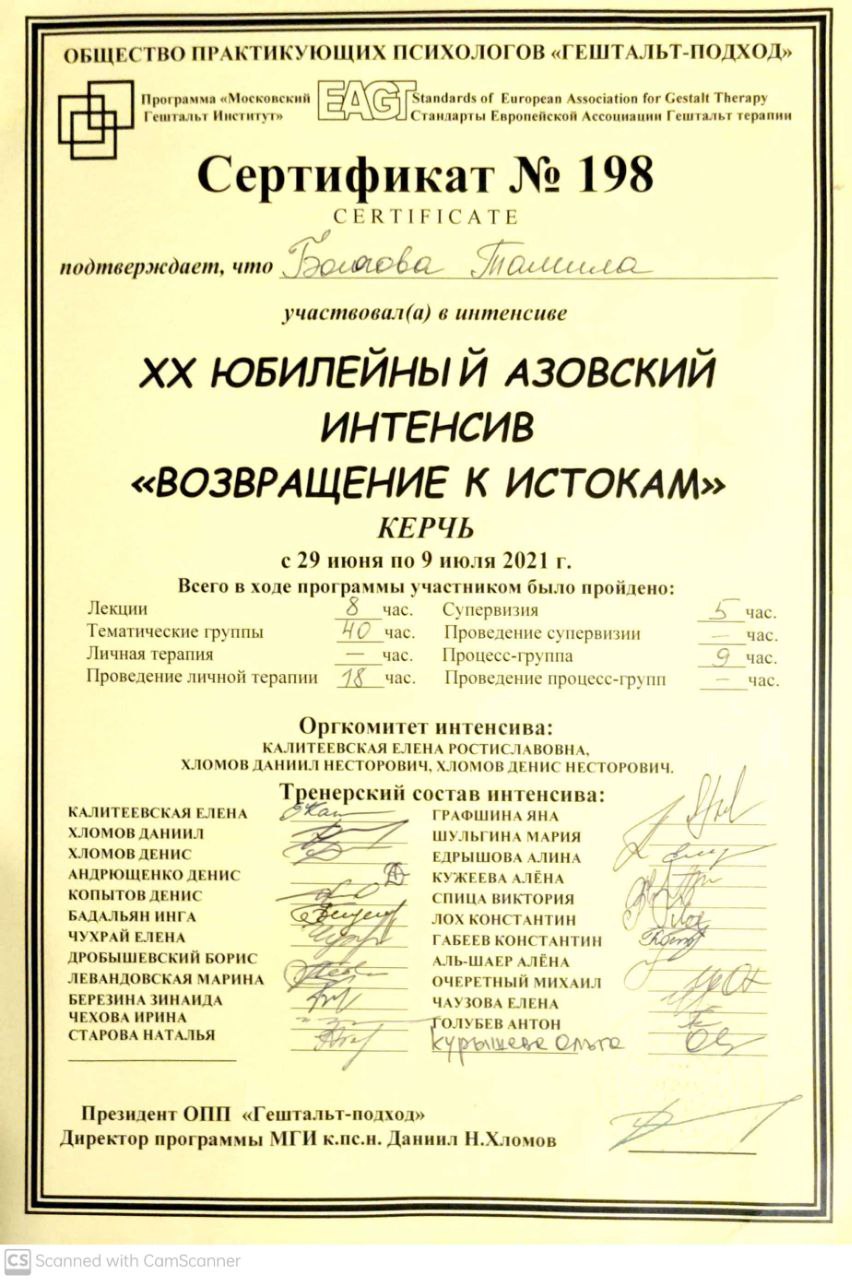 ОБЩЕСТВО ПРАКТИКУЮЩИХ ПСИХОЛОГОВ «ГЕШТАЛЬТ-ПОДХОД»
Программа «Московский
Гештальт Институт»
EAGT
Standards of European Association for Gestalt Therapy
Стандарты Европейской Ассоциации Гештальт терапии
Сертификат № 198
CERTIFICATE
подтверждает, что Тамила
участвовал(а) в интенсиве
XX ЮБИЛЕЙНЫЙ АЗОВСКИЙ
ИНТЕНСИВ
«ВОЗВРАЩЕНИЕ К ИСТОКАМ»
КЕРЧЬ
с 29 июня по 9 июля 2021 г.
Всего в ходе программы участником было пройдено:
Лекции 8 час. Супервизия 5 час.
Тематические группы 40 час. Проведение супервизии — час.
Личная терапия — час. Процесс-группа 9 час.
Проведение личной терапии 18 час. Проведение процесс-групп — час.
Оргкомитет интенсива:
КАЛИТЕЕВСКАЯ ЕЛЕНА РОСТИСЛАВОВНА,
ХЛОМОВ ДАНИИЛ НЕСТОРОВИЧ, ХЛОМОВ ДЕНИС НЕСТОРОВИЧ.
Тренерский состав интенсива:
КАЛИТЕЕВСКАЯ ЕЛЕНА ГРАФШИНА ЯНА
ХЛОМОВ ДАНИИЛ ШУЛЬГИНА МАРИЯ
ХЛОМОВ ДЕНИС ЕДРЫШОВА АЛИНА
АНДРЮЩЕНКО ДЕНИС КУЖЕЕВА АЛЁНА
КОПЫТОВ ДЕНИС СПИЦА ВИКТОРИЯ
БАДАЛЬЯН ИНГА ЛОХ КОНСТАНТИН
ЧУХРАЙ ЕЛЕНА ГАБЕЕВ КОНСТАНТИН
ДРОБЫШЕВСКИЙ БОРИС АЛЬ-ШАЕР АЛЁНА
ЛЕВАНДОВСКАЯ МАРИНА ОЧЕРЕТНЫЙ МИХАИЛ
БЕРЕЗИНА ЗИНАИДА ЧАУЗОВА ЕЛЕНА
ЧЕХОВА ИРИНА ГОЛУБЕВ АНТОН
СТАРОВА НАТАЛЬЯ Курышева Ольга
Президент ОПП «Гештальт-подход»
Директор программы МГИ к.пс.н. Даниил Н.Хломов
CS Scanned with CamScanner